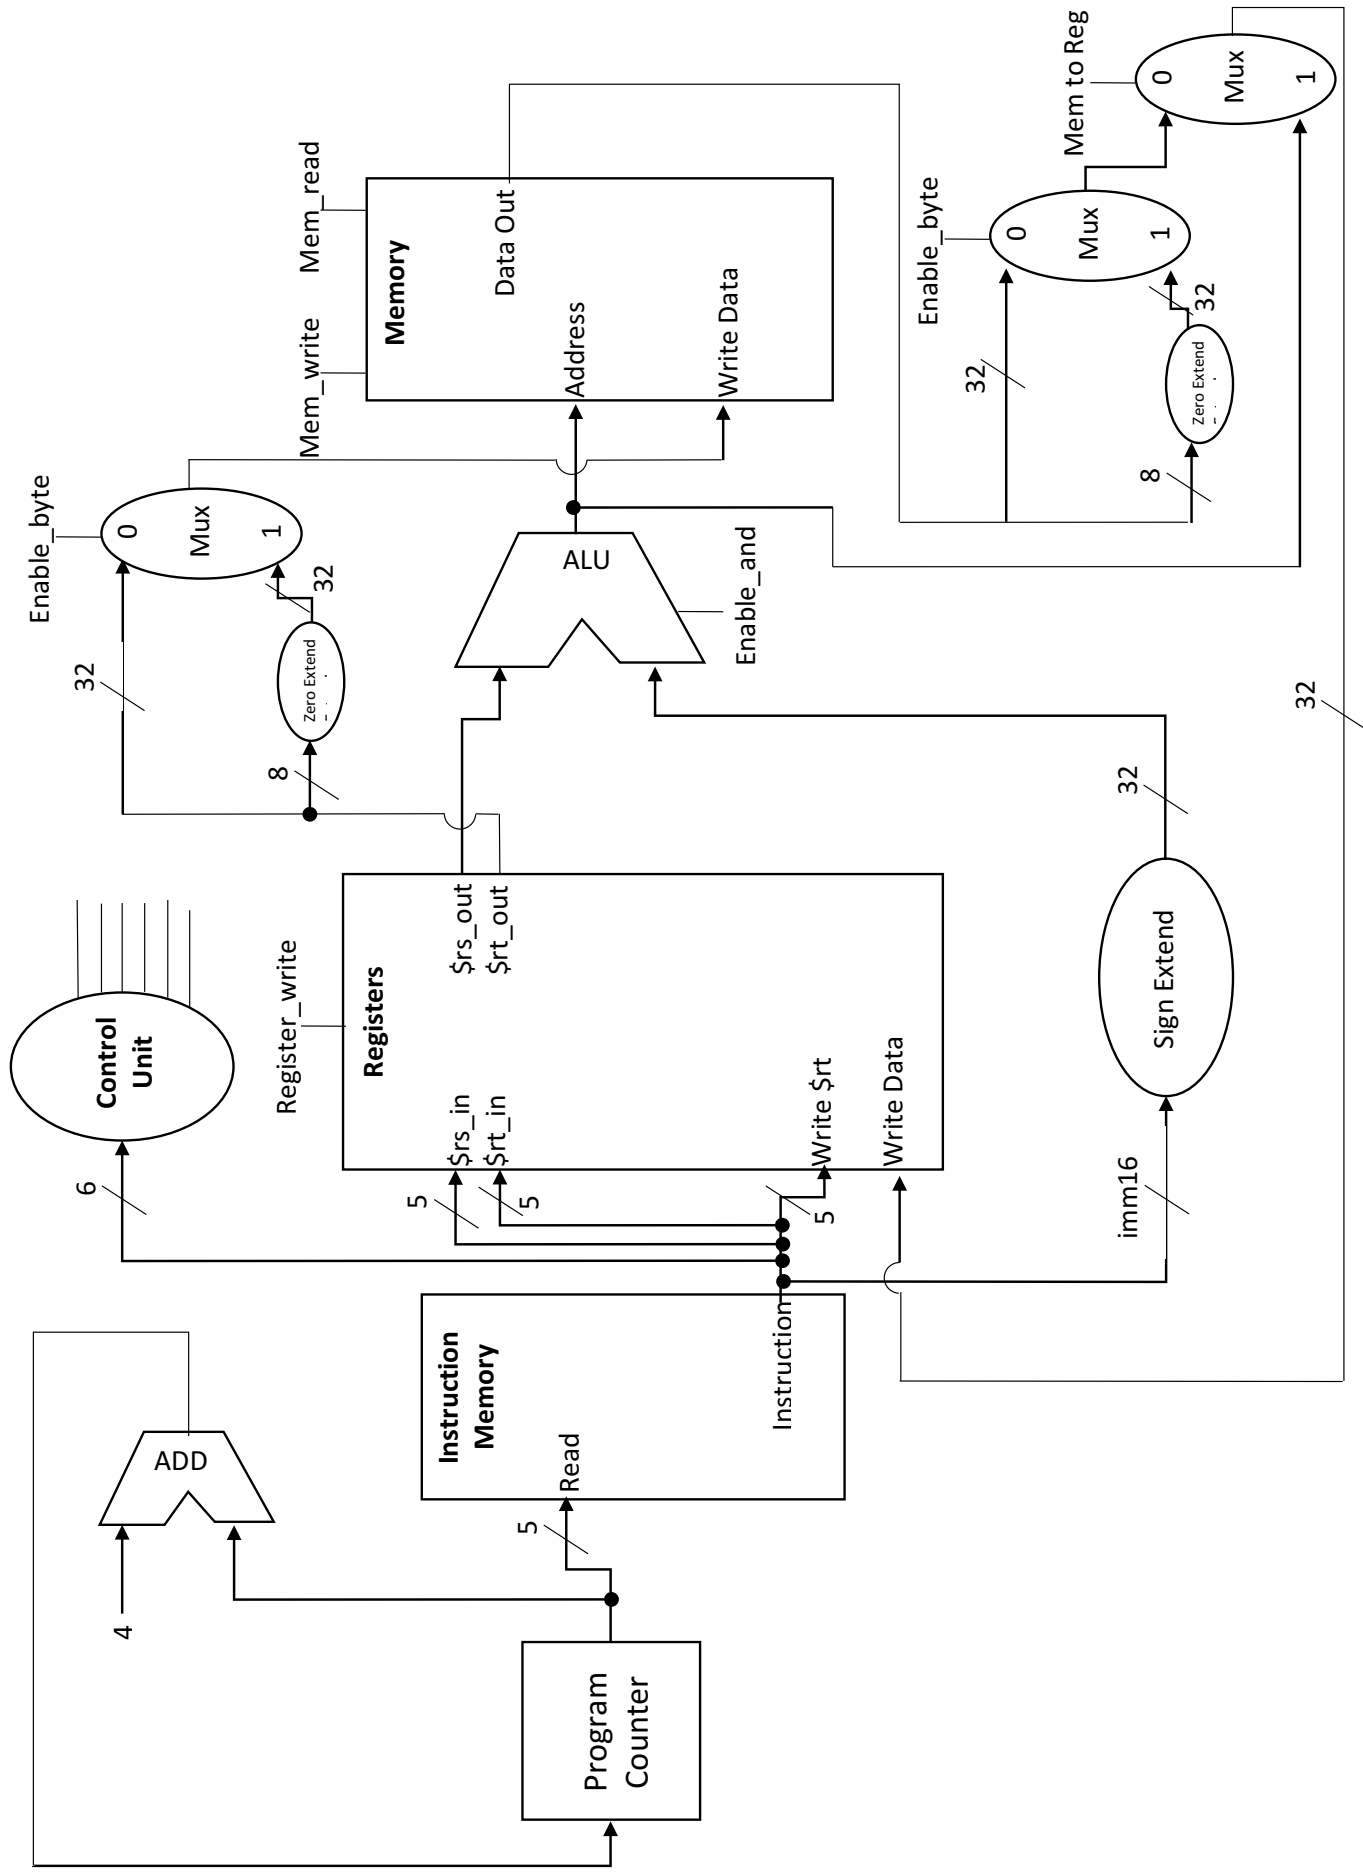 4
ADD
Program
Counter
5
Instruction
Memory
Read
Instruction
6
Control
Unit
5
5
5
imm16
Register_write
Registers
$rs_in
$rt_in
Write $rt
Write Data
$rs_out
$rt_out
Sign Extend
32
32
8
Zero Extend
32
Enable_byte
0
Mux
1
ALU
Enable_and
Mem_write
Mem_read
Memory
Address
Write Data
Data Out
32
8
Zero Extend
32
Enable_byte
0
Mux
1
Mem to Reg
0
Mux
1
32